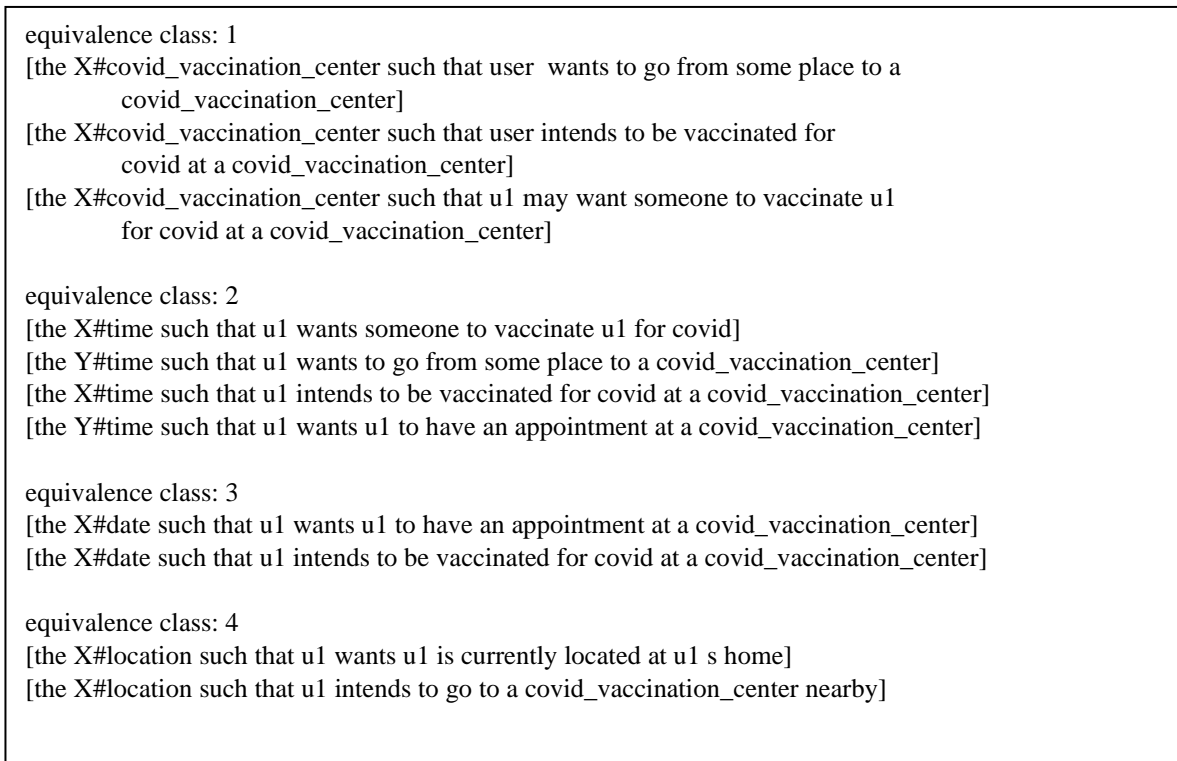 equivalence class: 1
[the X#covid_vaccination_center such that user  wants to go from some place to a
covid_vaccination_center]
[the X#covid_vaccination_center such that user intends to be vaccinated for
covid at a covid_vaccination_center]
[the X#covid_vaccination_center such that u1 may want someone to vaccinate u1
for covid at a covid_vaccination_center]
equivalence class: 2
[the X#time such that u1 wants someone to vaccinate u1 for covid]
[the Y#time such that u1 wants to go from some place to a covid_vaccination_center]
[the X#time such that u1 intends to be vaccinated for covid at a covid_vaccination_center]
[the Y#time such that u1 wants u1 to have an appointment at a covid_vaccination_center]
equivalence class: 3
[the X#date such that u1 wants u1 to have an appointment at a covid_vaccination_center]
[the X#date such that u1 intends to be vaccinated for covid at a covid_vaccination_center]
equivalence class: 4
[the X#location such that u1 wants u1 is currently located at u1 s home]
[the X#location such that u1 intends to go to a covid_vaccination_center nearby]